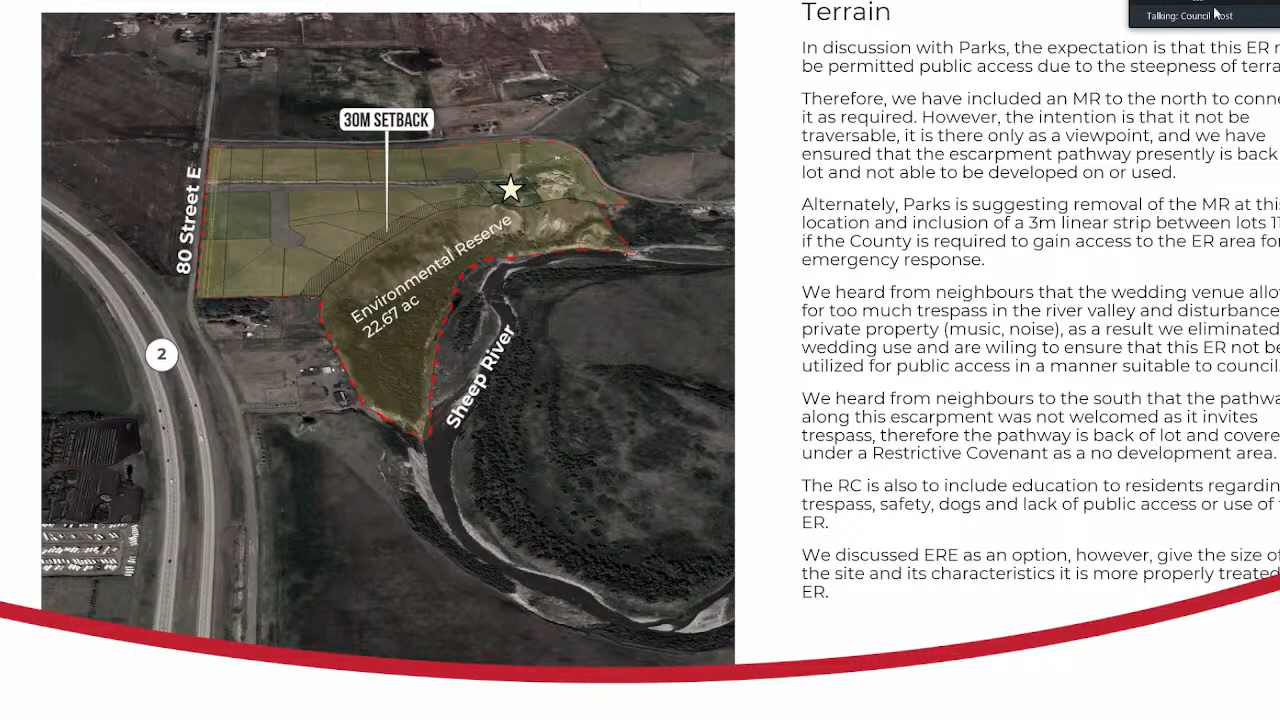 Terrain
Talking: Council
In discussion with Parks, the expectation is that this ER
be permitted public access due to the steepness of
Therefore, we have included an MR to the north to
it as required. However, the intention is that it not be
traversable, it is there only as a viewpoint, and we have
ensured that the escarpment pathway presently is back
lot and not able to be developed on or used.
Alternately, Parks is suggesting removal of the MR at
location and inclusion of a 3m linear strip between lots
if the County is required to gain access to the ER area for
emergency response.
We heard from neighbours that the wedding venue
for too much trespass in the river valley and disturbance
private property (music, noise), as a result we eliminated
wedding use and are wiling to ensure that this ER not be
utilized for public access in a manner suitable to council.
We heard from neighbours to the south that the
along this escarpment was not welcomed as it invites
trespass, therefore the pathway is back of lot and
under a Restrictive Covenant as a no development area.
The RC is also to include education to residents
trespass, safety, dogs and lack of public access or use of
ER.
We discussed ERE as an option, however, give the size of
the site and its characteristics it is more properly treated
ER.
30M SETBACK
80 Street E
Environmental Reserve
22.67 ac
2
Sheep River